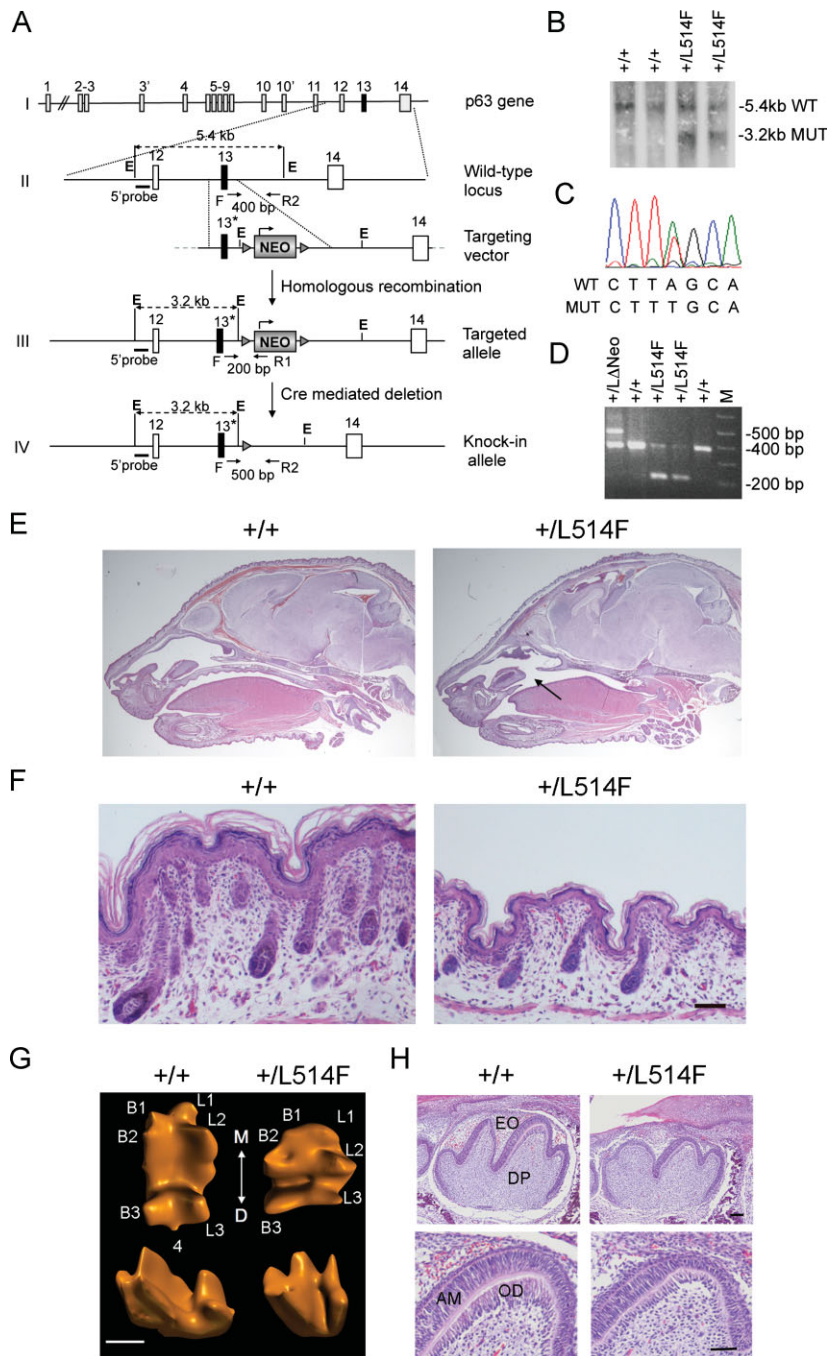 A
1 2-3 3' 4 5-9 10 10' 11 12 13 14
I p63 gene
5.4 kb
E 12 13 E 14
II Wild-type locus
5'probe F 400 bp R2
13* E NEO E 14
Targeting vector
Homologous recombination
E 3.2 kb E
12 13* NEO E 14
III Targeted allele
5'probe F 200 bp R1
Cre mediated deletion
E 3.2 kb E
12 13* E 14
IV Knock-in allele
5'probe F 500 bp R2
B
+/+ +/+ +/L514F +/L514F
-5.4kb WT
-3.2kb MUT
C
WT C T T A G C A
MUT C T T T G C A
D
+/LΔNeo +/+ +/L514F +/L514F +/+ M
-500 bp
-400 bp
-200 bp
E
+/+ +/L514F
F
+/+ +/L514F
G
+/+ +/L514F
B1 L1 B1 L1
B2 L2 M B2 L2
B3 L3 D B3 L3
4
H
+/+ +/L514F
EO
DP
AM OD